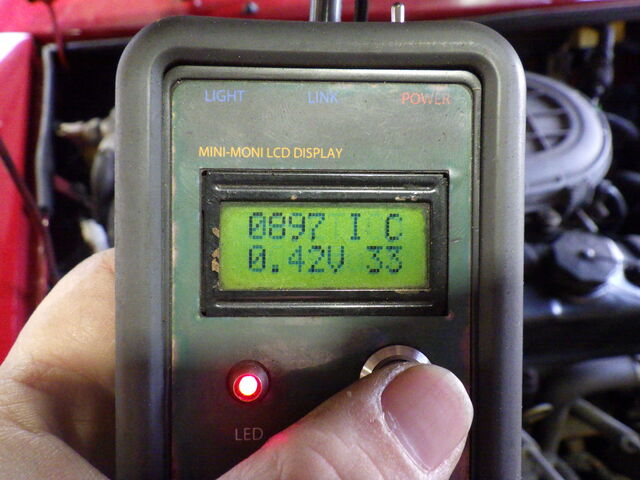 LIGHT LINK POWER
MINI-MONI LCD DISPLAY
0897 I C
0.42V 33
LED